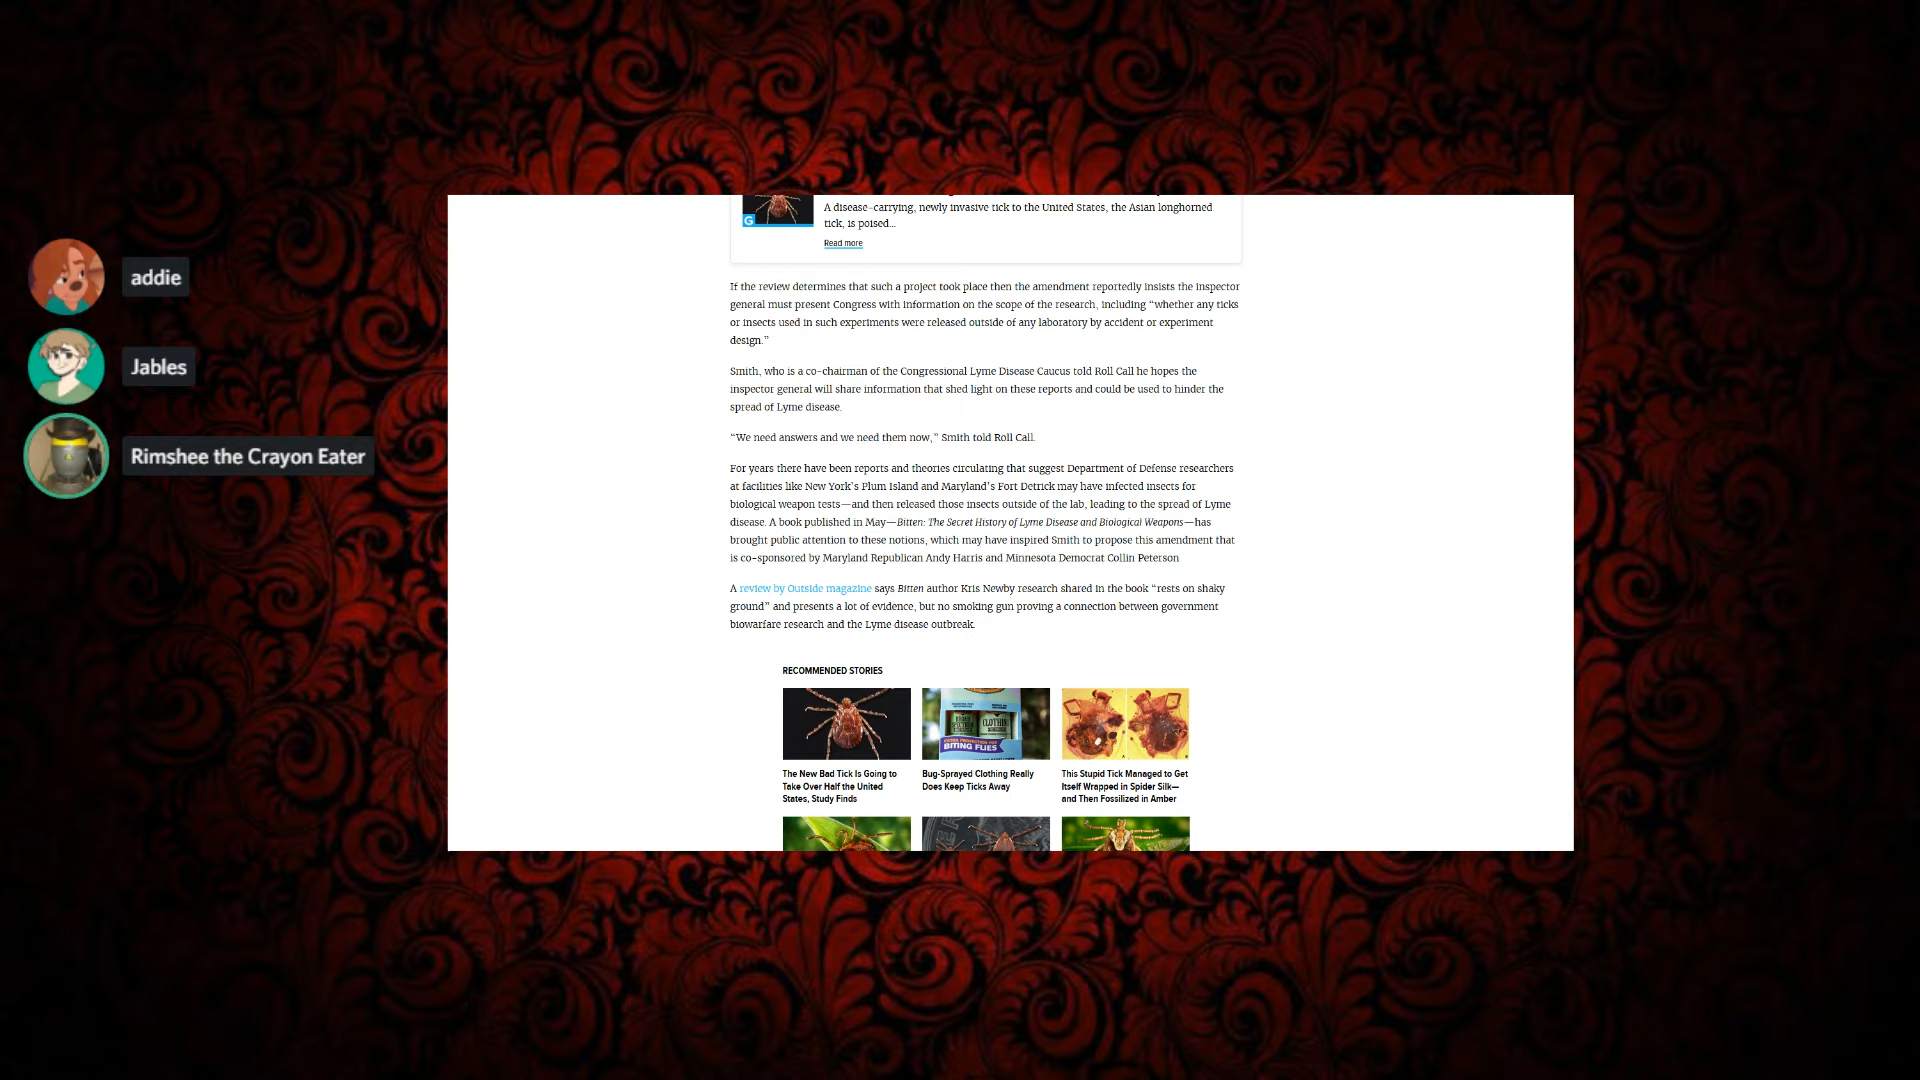 addie
Jables
Rimshee the Crayon Eater
G
A disease-carrying, newly invasive tick to the United States, the Asian longhorned
tick, is poised...
Read more
If the review determines that such a project took place then the amendment reportedly insists the inspector
general must present Congress with information on the scope of the research, including “whether any ticks
or insects used in such experiments were released outside of any laboratory by accident or experiment
design.”
Smith, who is a co-chairman of the Congressional Lyme Disease Caucus told Roll Call he hopes the
inspector general will share information that shed light on these reports and could be used to hinder the
spread of Lyme disease.
“We need answers and we need them now,” Smith told Roll Call.
For years there have been reports and theories circulating that suggest Department of Defense researchers
at facilities like New York’s Plum Island and Maryland’s Fort Detrick may have infected insects for
biological weapon tests—and then released those insects outside of the lab, leading to the spread of Lyme
disease. A book published in May—Bitten: The Secret History of Lyme Disease and Biological Weapons—has
brought public attention to these notions, which may have inspired Smith to propose this amendment that
is co-sponsored by Maryland Republican Andy Harris and Minnesota Democrat Collin Peterson
A review by Outside magazine says Bitten author Kris Newby research shared in the book “rests on shaky
ground” and presents a lot of evidence, but no smoking gun proving a connection between government
biowarfare research and the Lyme disease outbreak.
RECOMMENDED STORIES
CLOTHING
BITING FLIES
The New Bad Tick Is Going to
Take Over Half the United
States, Study Finds
Bug-Sprayed Clothing Really
Does Keep Ticks Away
This Stupid Tick Managed to Get
Itself Wrapped in Spider Silk—
and Then Fossilized in Amber